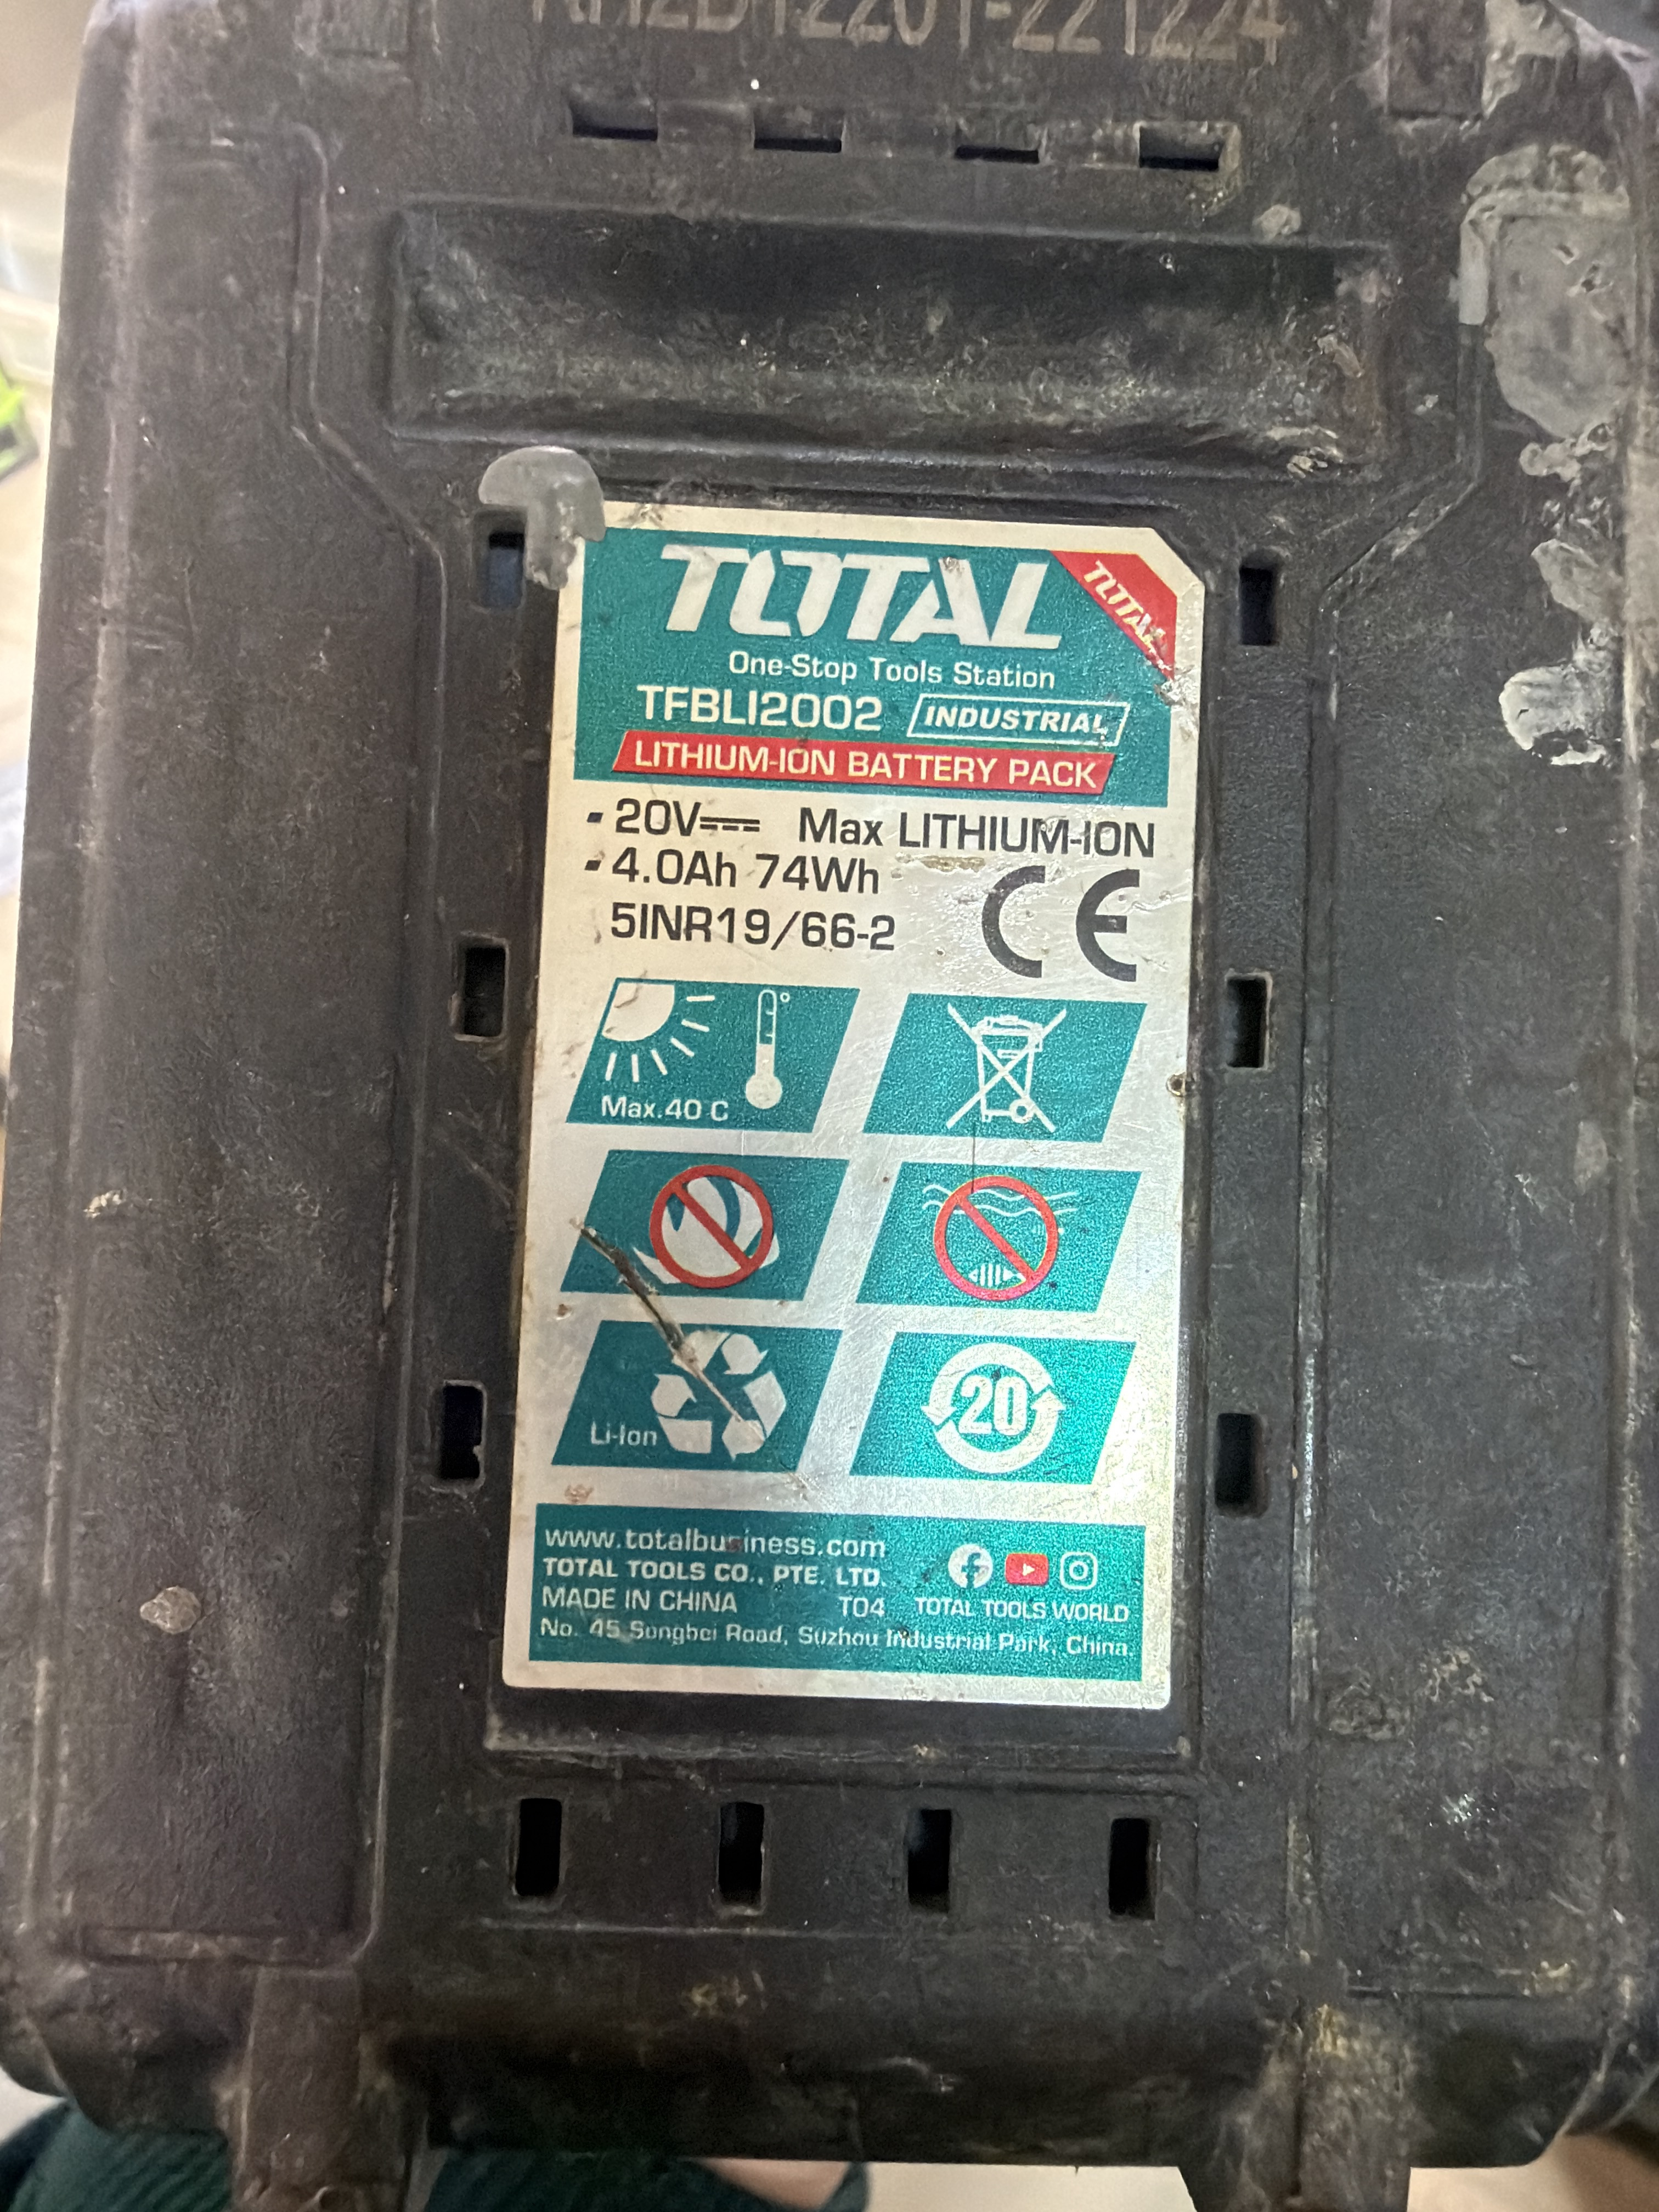 TOTAL
TOTAL
One-Stop Tools Station
TFBLI2002 INDUSTRIAL
LITHIUM-ION BATTERY PACK
- 20V Max LITHIUM-ION
- 4.0Ah 74Wh
5INR19/66-2
CE
Max.40 C
Li-Ion
20
www.totalbusiness.com
TOTAL TOOLS CO., PTE. LTD.
MADE IN CHINA T04 TOTAL TOOLS WORLD
No. 45 Songbei Road, Suzhou Industrial Park, China.